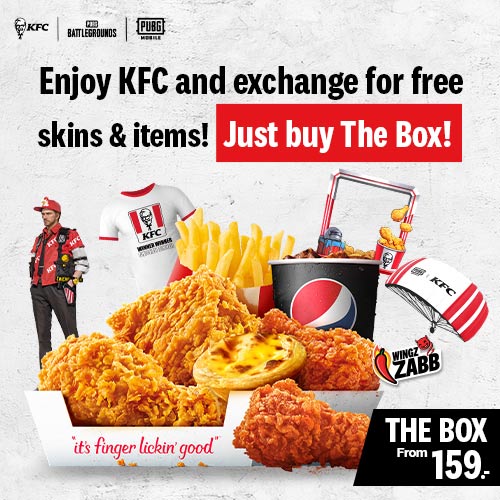 KFC
PUBG
BATTLEGROUNDS
PUBG
MOBILE
Enjoy KFC and exchange for free
skins & items! Just buy The Box!
KFC
KFC
WINNER WINNER
KFC
WINGZ
ZABB
"it's finger lickin' good"
THE BOX
From 159.-